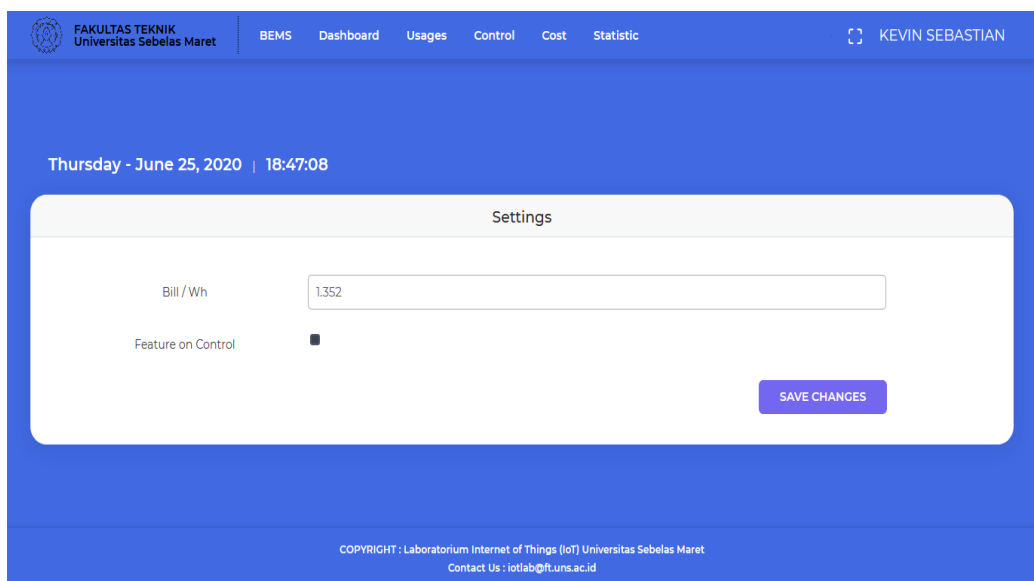 FAKULTAS TEKNIK
Universitas Sebelas Maret
BEMS Dashboard Usages Control Cost Statistic
KEVIN SEBASTIAN
Thursday - June 25, 2020 | 18:47:08
Settings
Bill / Wh 1.352
Feature on Control
SAVE CHANGES
COPYRIGHT : Laboratorium Internet of Things (IoT) Universitas Sebelas Maret
Contact Us : iotlab@ft.uns.ac.id